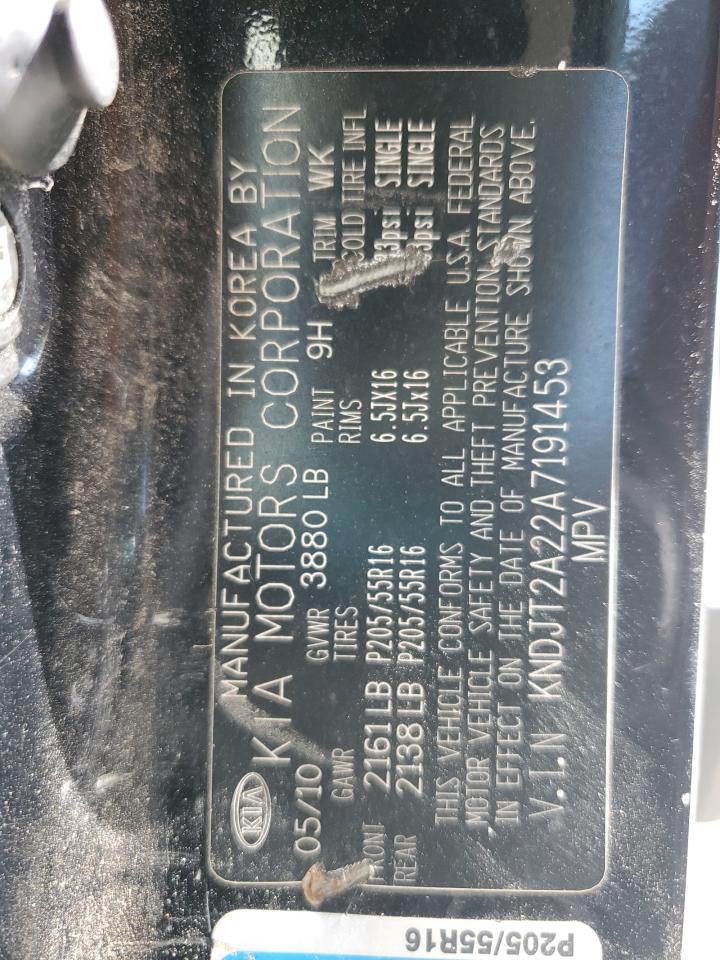 KIA
MANUFACTURED IN KOREA BY
KIA MOTORS CORPORATION
05/10 GVWR 3880 LB PAINT 9H TRIM WK
GAWR TIRES RIMS COLD TIRE INFL
FRONT 2161 LB P205/55R16 6.5JX16 33psi SINGLE
REAR 2138 LB P205/55R16 6.5Jx16 SINGLE
THIS VEHICLE CONFORMS TO ALL APPLICABLE U.S.A. FEDERAL
MOTOR VEHICLE SAFETY AND THEFT PREVENTION STANDARDS
IN EFFECT ON THE DATE OF MANUFACTURE SHOWN ABOVE.
V.I.N KNDJT2A22A7191453
MPV
P205/55R16